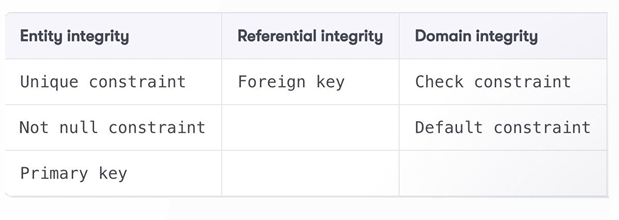 Entity integrity Referential integrity Domain integrity
Unique constraint Foreign key Check constraint
Not null constraint Default constraint
Primary key